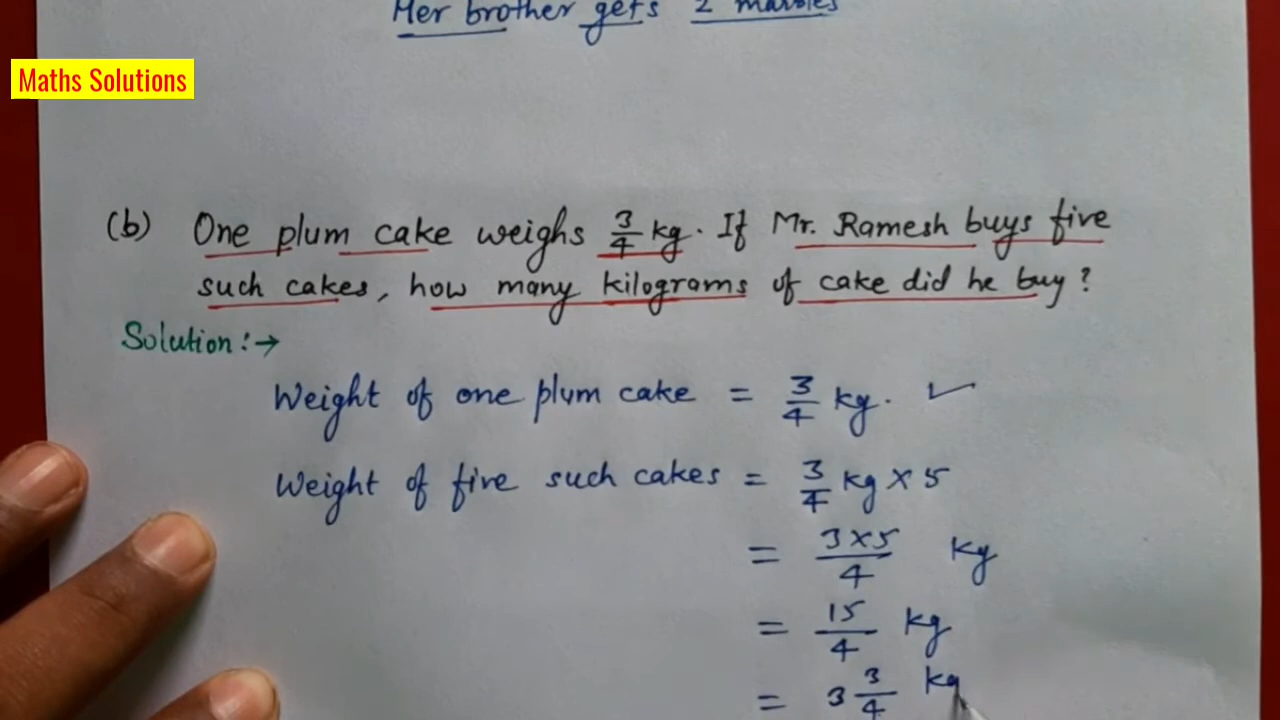 Her brother gets 2 marbles
Maths Solutions
(b) One plum cake weighs 3/4 kg. If Mr. Ramesh buys five
such cakes, how many kilograms of cake did he buy?
Solution:→
Weight of one plum cake = 3/4 kg. ✓
Weight of five such cakes = 3/4 kg × 5
= 3×5/4 kg
= 15/4 kg
= 3 3/4 kg